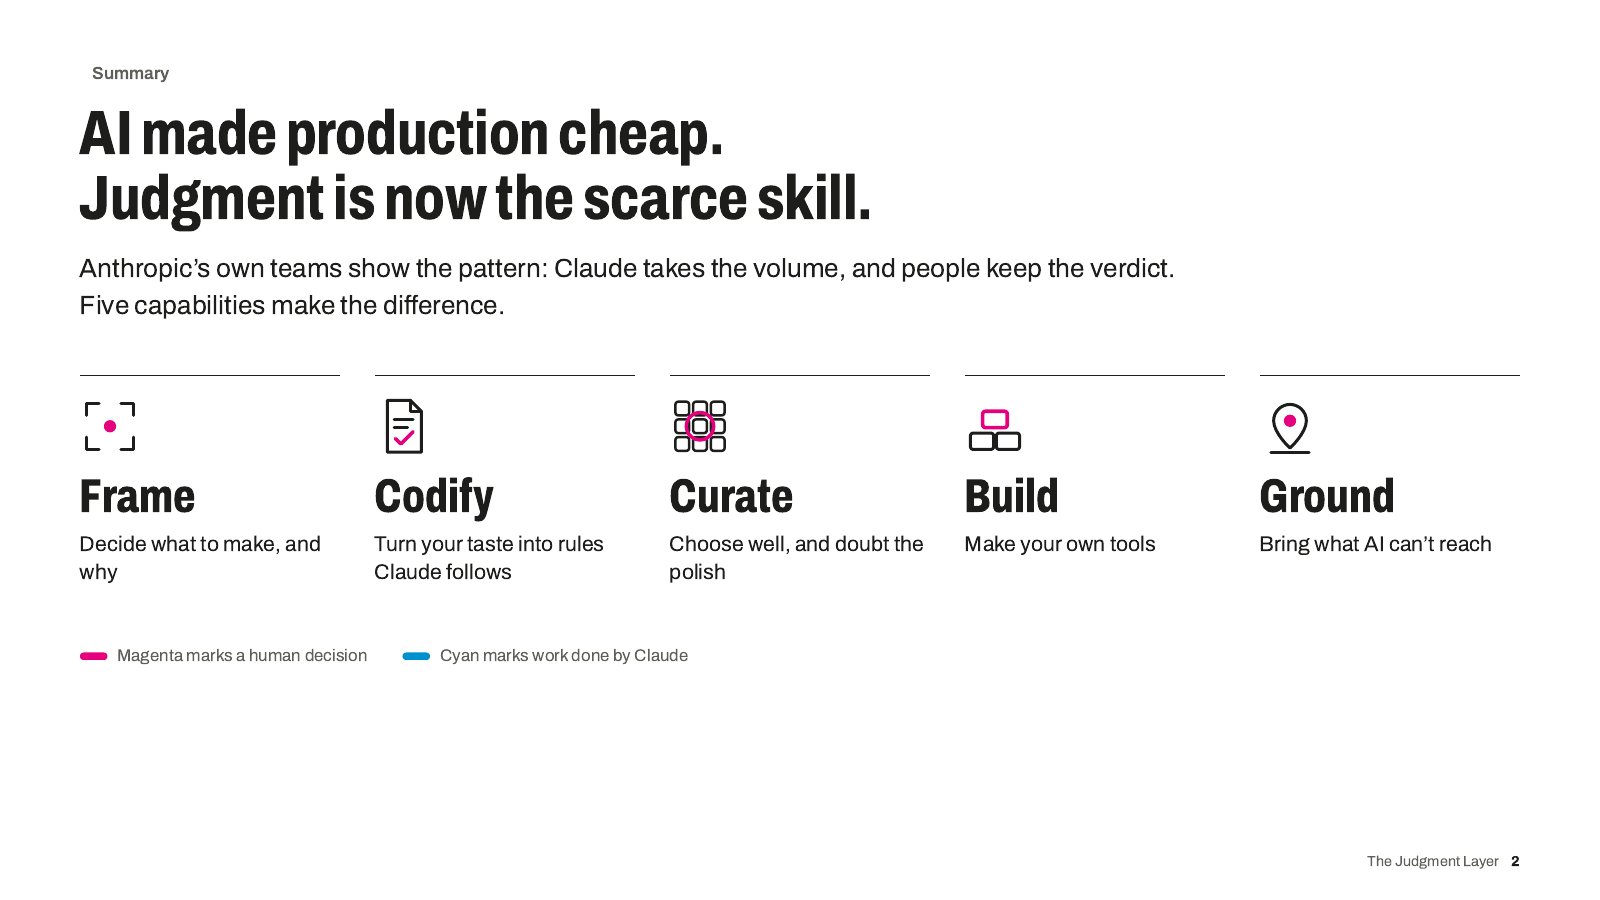 Summary
AI made production cheap.
Judgment is now the scarce skill.
Anthropic’s own teams show the pattern: Claude takes the volume, and people keep the verdict.
Five capabilities make the difference.
Frame
Decide what to make, and
why
Codify
Turn your taste into rules
Claude follows
Curate
Choose well, and doubt the
polish
Build
Make your own tools
Ground
Bring what AI can’t reach
Magenta marks a human decision
Cyan marks work done by Claude
The Judgment Layer 2